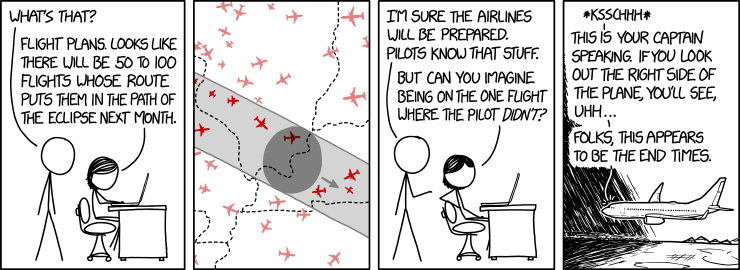 WHAT'S THAT?
FLIGHT PLANS. LOOKS LIKE
THERE WILL BE 50 TO 100
FLIGHTS WHOSE ROUTE
PUTS THEM IN THE PATH OF
THE ECLIPSE NEXT MONTH.
I'M SURE THE AIRLINES
WILL BE PREPARED.
PILOTS KNOW THAT STUFF.
BUT CAN YOU IMAGINE
BEING ON THE ONE FLIGHT
WHERE THE PILOT DIDN'T?
*KSSCHHH*
THIS IS YOUR CAPTAIN
SPEAKING. IF YOU LOOK
OUT THE RIGHT SIDE OF
THE PLANE, YOU'LL SEE,
UHH...
FOLKS, THIS APPEARS
TO BE THE END TIMES.